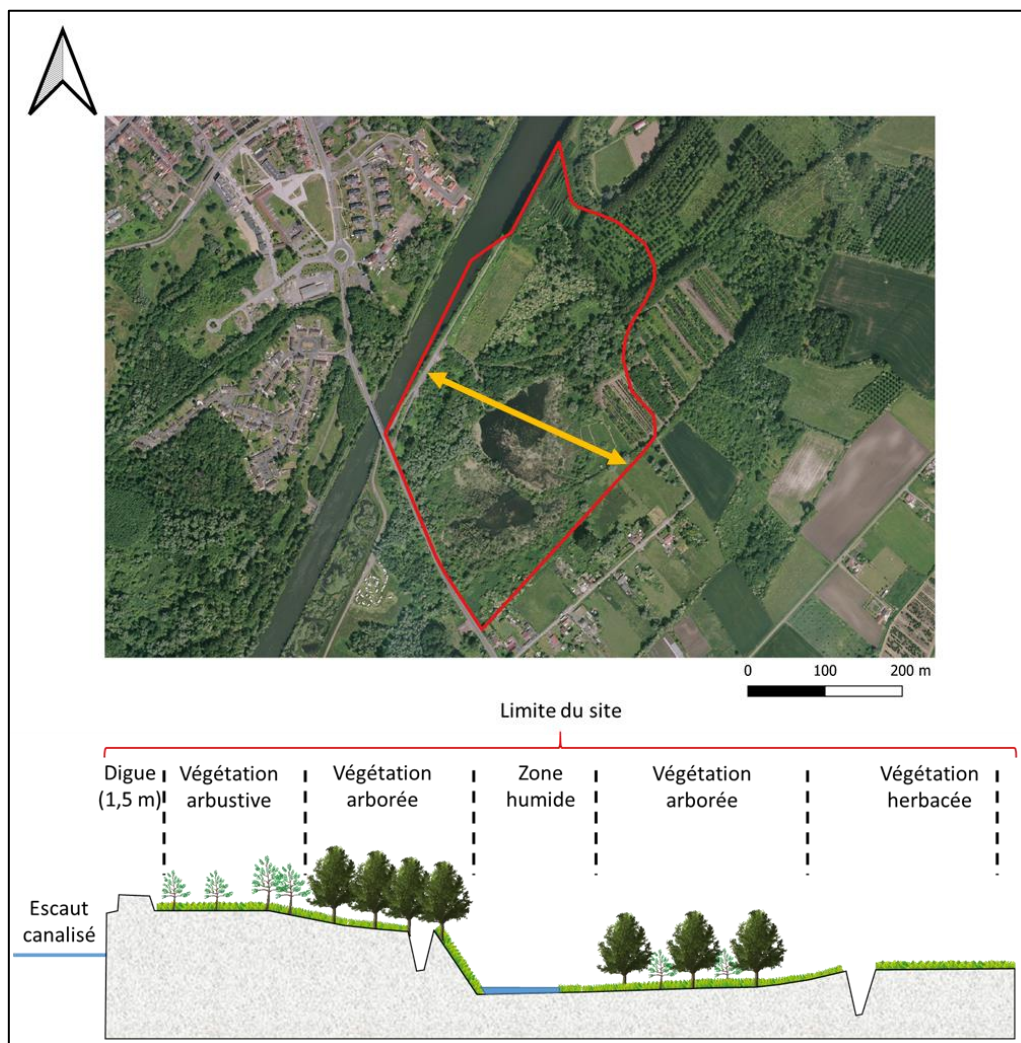 0 100 200 m
Limite du site
Digue
(1,5 m)
Végétation
arbustive
Végétation
arborée
Zone
humide
Végétation
arborée
Végétation
herbacée
Escaut
canalisé